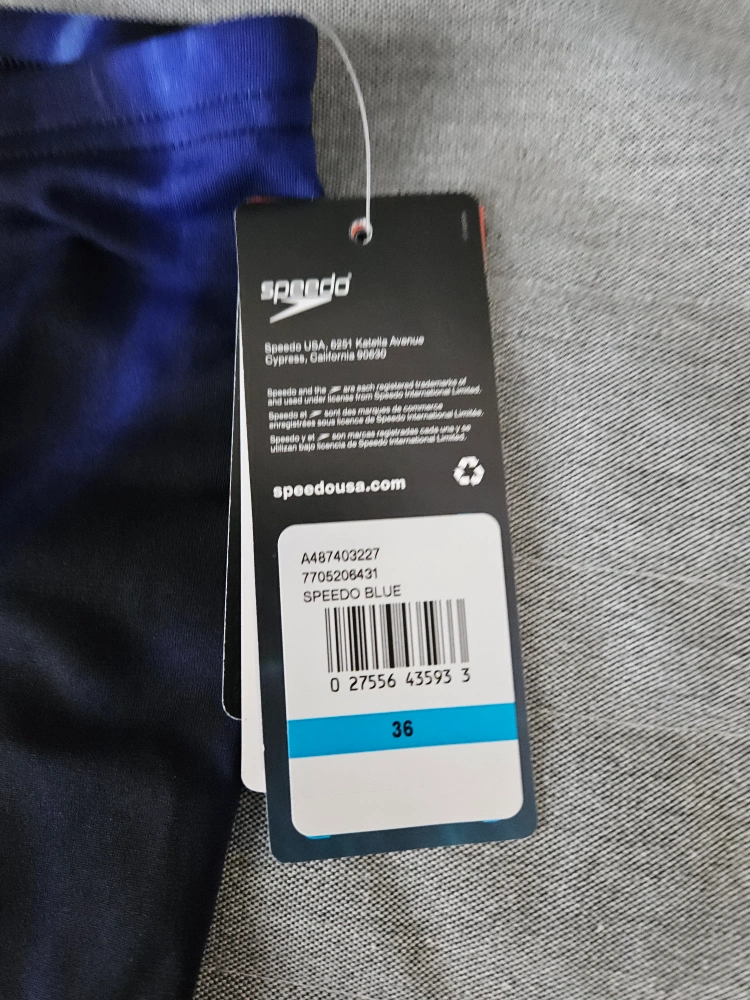 speedo
Speedo USA, 6251 Katella Avenue
Cypress, California 90630
Speedo and the are each registered trademarks of
and used under license from Speedo International Limited.
Speedo et sont des marques de commerce
enregistrées sous licence de Speedo International Limited.
Speedo y el son marcas registradas cada una y se
utilizan bajo licencia de Speedo International Limited.
speedousa.com
A487403227
7705206431
SPEEDO BLUE
0 27556 43593 3
36